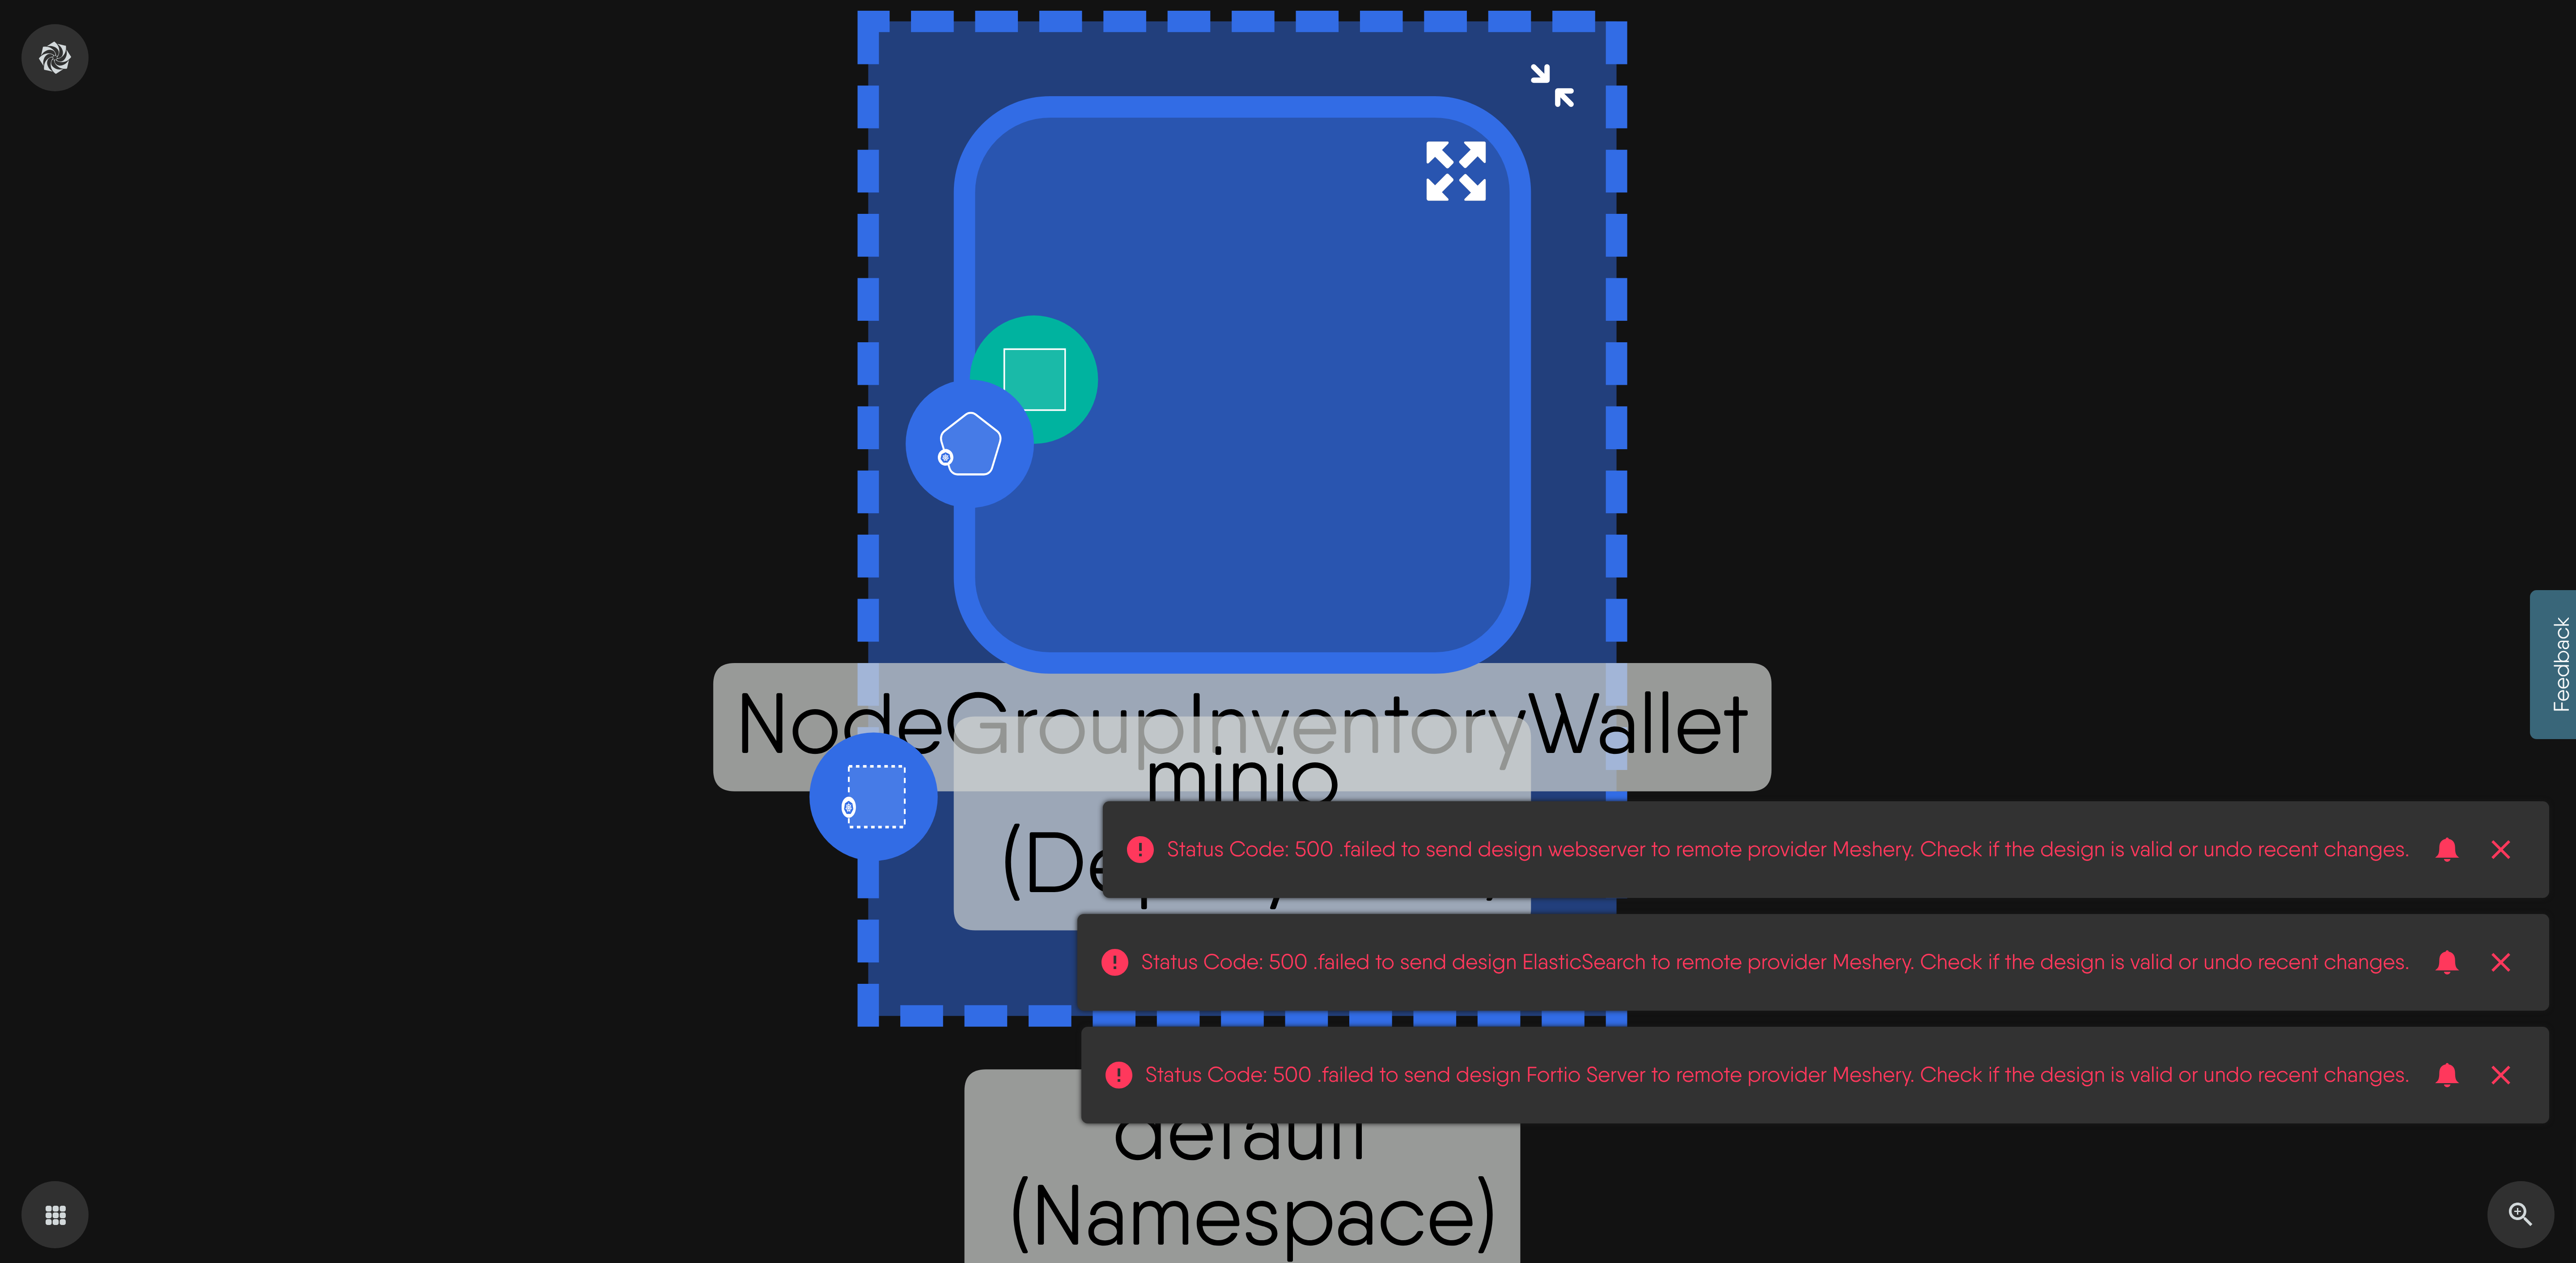 NodeGroupInventoryWallet
minio
Status Code: 500 .failed to send design webserver to remote provider Meshery. Check if the design is valid or undo recent changes.
Status Code: 500 .failed to send design ElasticSearch to remote provider Meshery. Check if the design is valid or undo recent changes.
Status Code: 500 .failed to send design Fortio Server to remote provider Meshery. Check if the design is valid or undo recent changes.
default
(Namespace)
Feedback